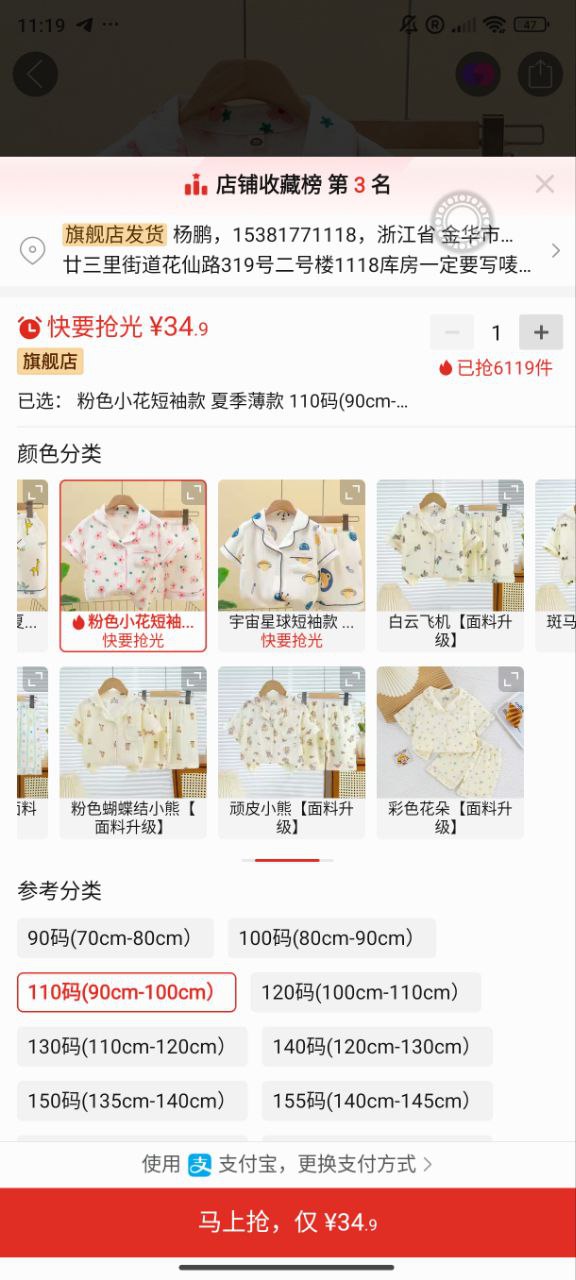 11:19
47
店铺收藏榜 第 3 名
旗舰店发货 杨鹏，15381771118，浙江省 金华市...
廿三里街道花仙路319号二号楼1118库房一定要写唛...
快要抢光 ¥34.9
1
旗舰店
已抢6119件
已选： 粉色小花短袖款 夏季薄款 110码(90cm-...
颜色分类
夏...
粉色小花短袖...
快要抢光
宇宙星球短袖款 ...
快要抢光
白云飞机【面料升
级】
斑马
面料
粉色蝴蝶结小熊【
面料升级】
顽皮小熊【面料升
级】
彩色花朵【面料升
级】
参考分类
90码(70cm-80cm）
100码(80cm-90cm）
110码(90cm-100cm）
120码(100cm-110cm）
130码(110cm-120cm）
140码(120cm-130cm）
150码(135cm-140cm）
155码(140cm-145cm）
使用 支 支付宝，更换支付方式
马上抢，仅 ¥34.9